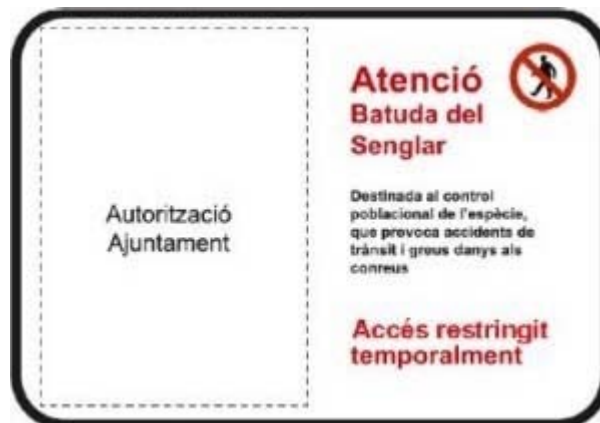 Autorització
Ajuntament
Atenció
Batuda del
Senglar
Destinada al control
poblacional de l'espècie,
que provoca accidents de
trànsit i greus danys als
conreus
Accés restringit
temporalment